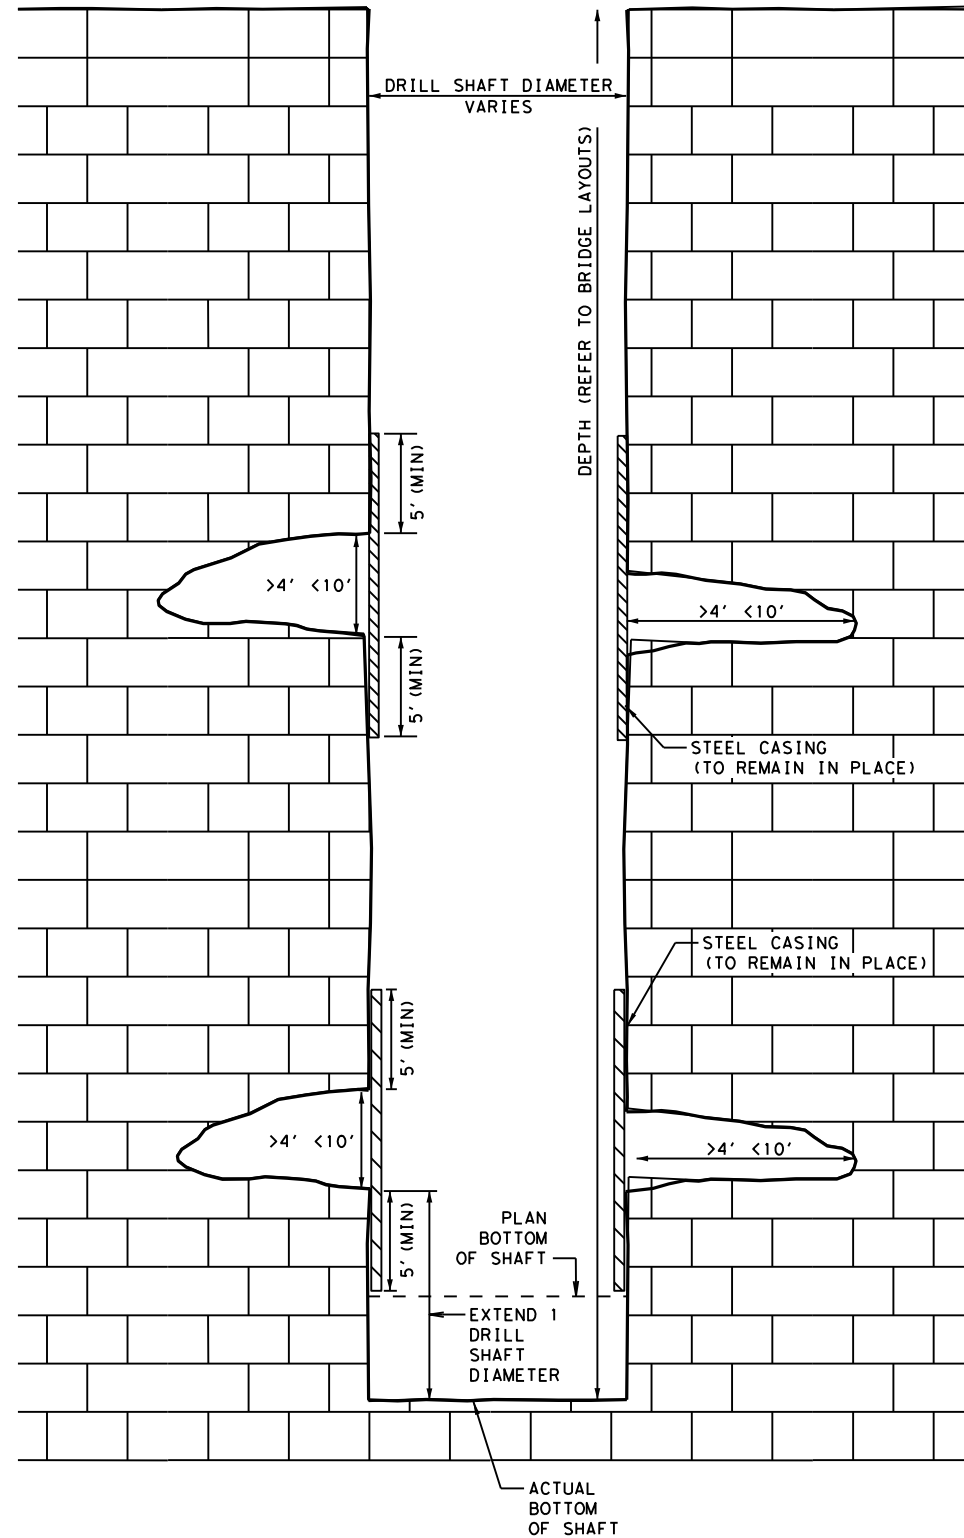 DRILL SHAFT DIAMETER
VARIES
DEPTH (REFER TO BRIDGE LAYOUTS)
5' (MIN)
>4' <10'
>4' <10'
5' (MIN)
STEEL CASING
(TO REMAIN IN PLACE)
STEEL CASING
(TO REMAIN IN PLACE)
5' (MIN)
>4' <10'
>4' <10'
5' (MIN)
PLAN
BOTTOM
OF SHAFT
EXTEND 1
DRILL
SHAFT
DIAMETER
ACTUAL
BOTTOM
OF SHAFT